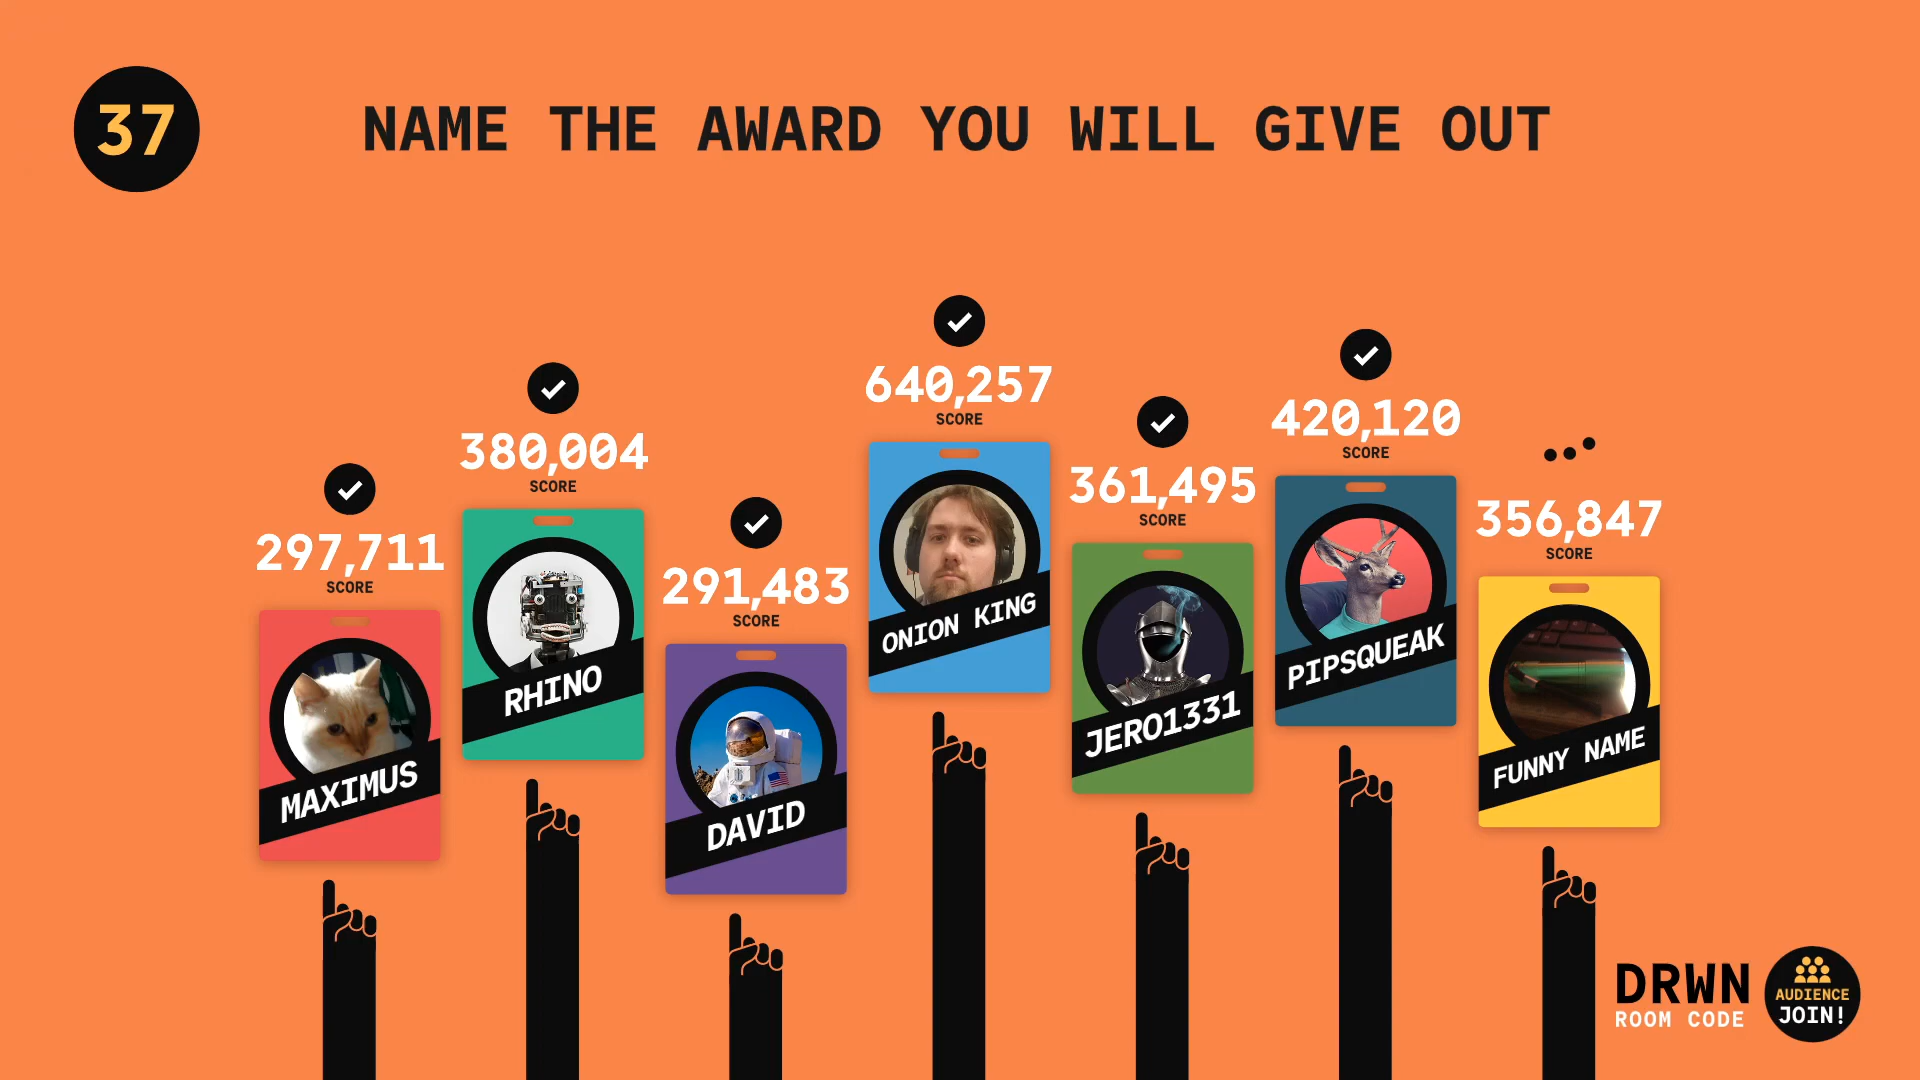 37
NAME THE AWARD YOU WILL GIVE OUT
297,711
SCORE
MAXIMUS
380,004
SCORE
RHINO
291,483
SCORE
DAVID
640,257
SCORE
ONION KING
361,495
SCORE
JERO1331
420,120
SCORE
PIPSQUEAK
356,847
SCORE
FUNNY NAME
DRWN
ROOM CODE
AUDIENCE
JOIN!